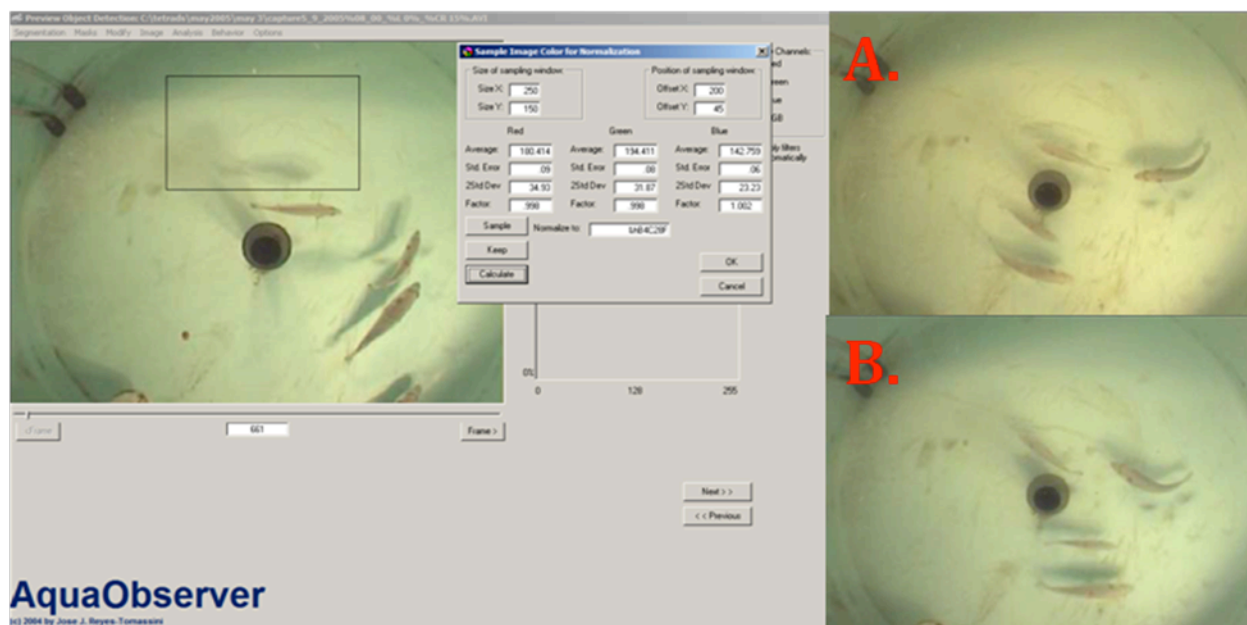 Preview Object Detection: C:\tetrads\may2005\may 3\capture5_9_2005%08_00_%L 0%_%CR 15%.AVI
Segmentation Masks Modify Image Analysis Behavior Options
Sample Image Color for Normalization
Size of sampling window:
Size X: 250
Size Y: 150
Position of sampling window:
Offset X: 200
Offset Y: 45
Channels:
Red Green Blue
Average: 180.414 Average: 194.411 Average: 142.759
Std. Error .09 Std. Error .08 Std. Error .06
2Std Dev 34.93 2Std Dev 31.87 2Std Dev 23.23
Factor: .998 Factor: .998 Factor: 1.002
Sample Normalize to:
Keep
Calculate
OK
Cancel
GB
0%
0 128 255
<Frame 661 Frame >
Next >>
<< Previous
A.
B.
AquaObserver
(c) 2004 by Jose J. Reyes-Tomassini